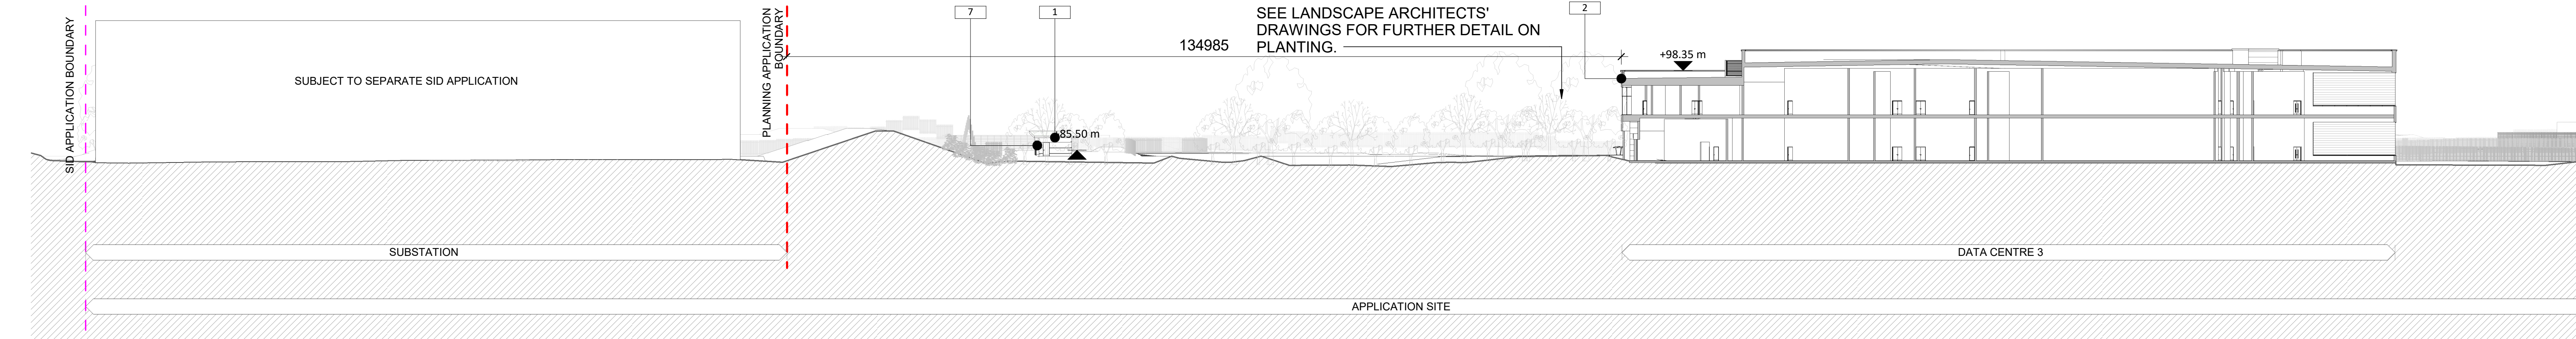 SID APPLICATION BOUNDARY
SUBJECT TO SEPARATE SID APPLICATION
PLANNING APPLICATION
BOUNDARY
7
1
134985
SEE LANDSCAPE ARCHITECTS'
DRAWINGS FOR FURTHER DETAIL ON
PLANTING.
2
+98.35 m
85.50 m
SUBSTATION
DATA CENTRE 3
APPLICATION SITE